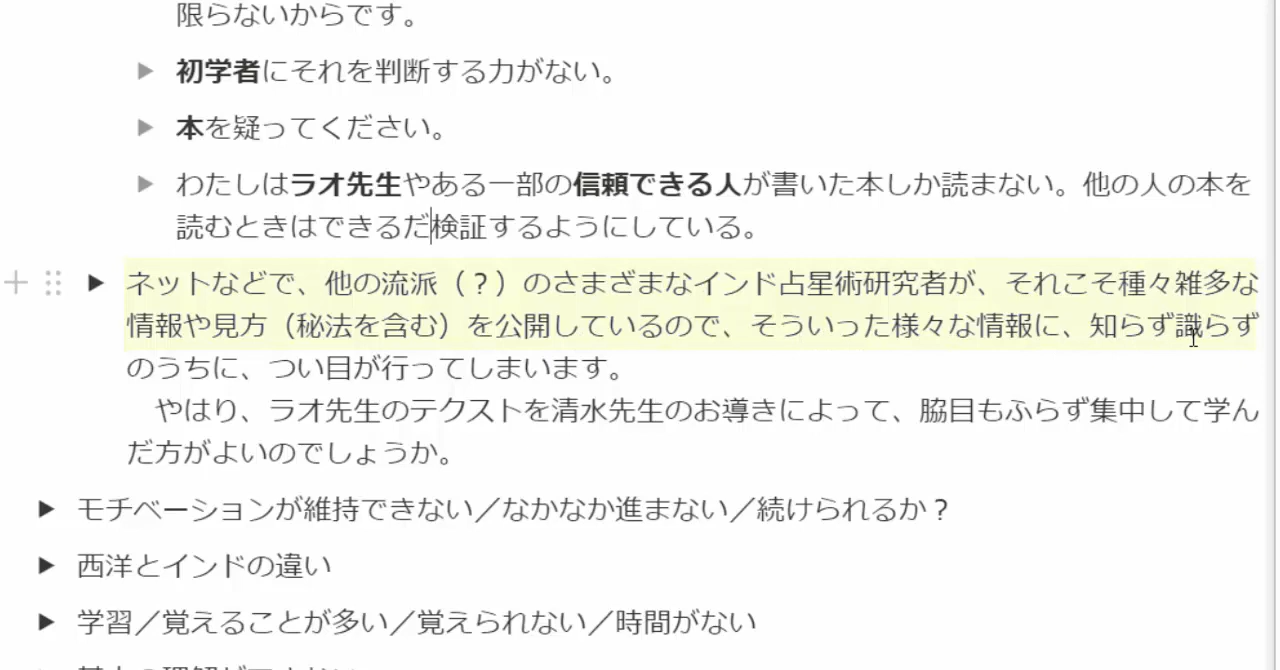 限らないからです。
初学者にそれを判断する力がない。
本を疑ってください。
わたしはラオ先生やある一部の信頼できる人が書いた本しか読まない。他の人の本を
読むときはできるだ検証するようにしている。
ネットなどで、他の流派（？）のさまざまなインド占星術研究者が、それこそ種々雑多な
情報や見方（秘法を含む）を公開しているので、そういった様々な情報に、知らず識らず
のうちに、つい目が行ってしまいます。
やはり、ラオ先生のテクストを清水先生のお導きによって、脇目もふらず集中して学ん
だ方がよいのでしょうか。
モチベーションが維持できない／なかなか進まない／続けられるか？
西洋とインドの違い
学習／覚えることが多い／覚えられない／時間がない